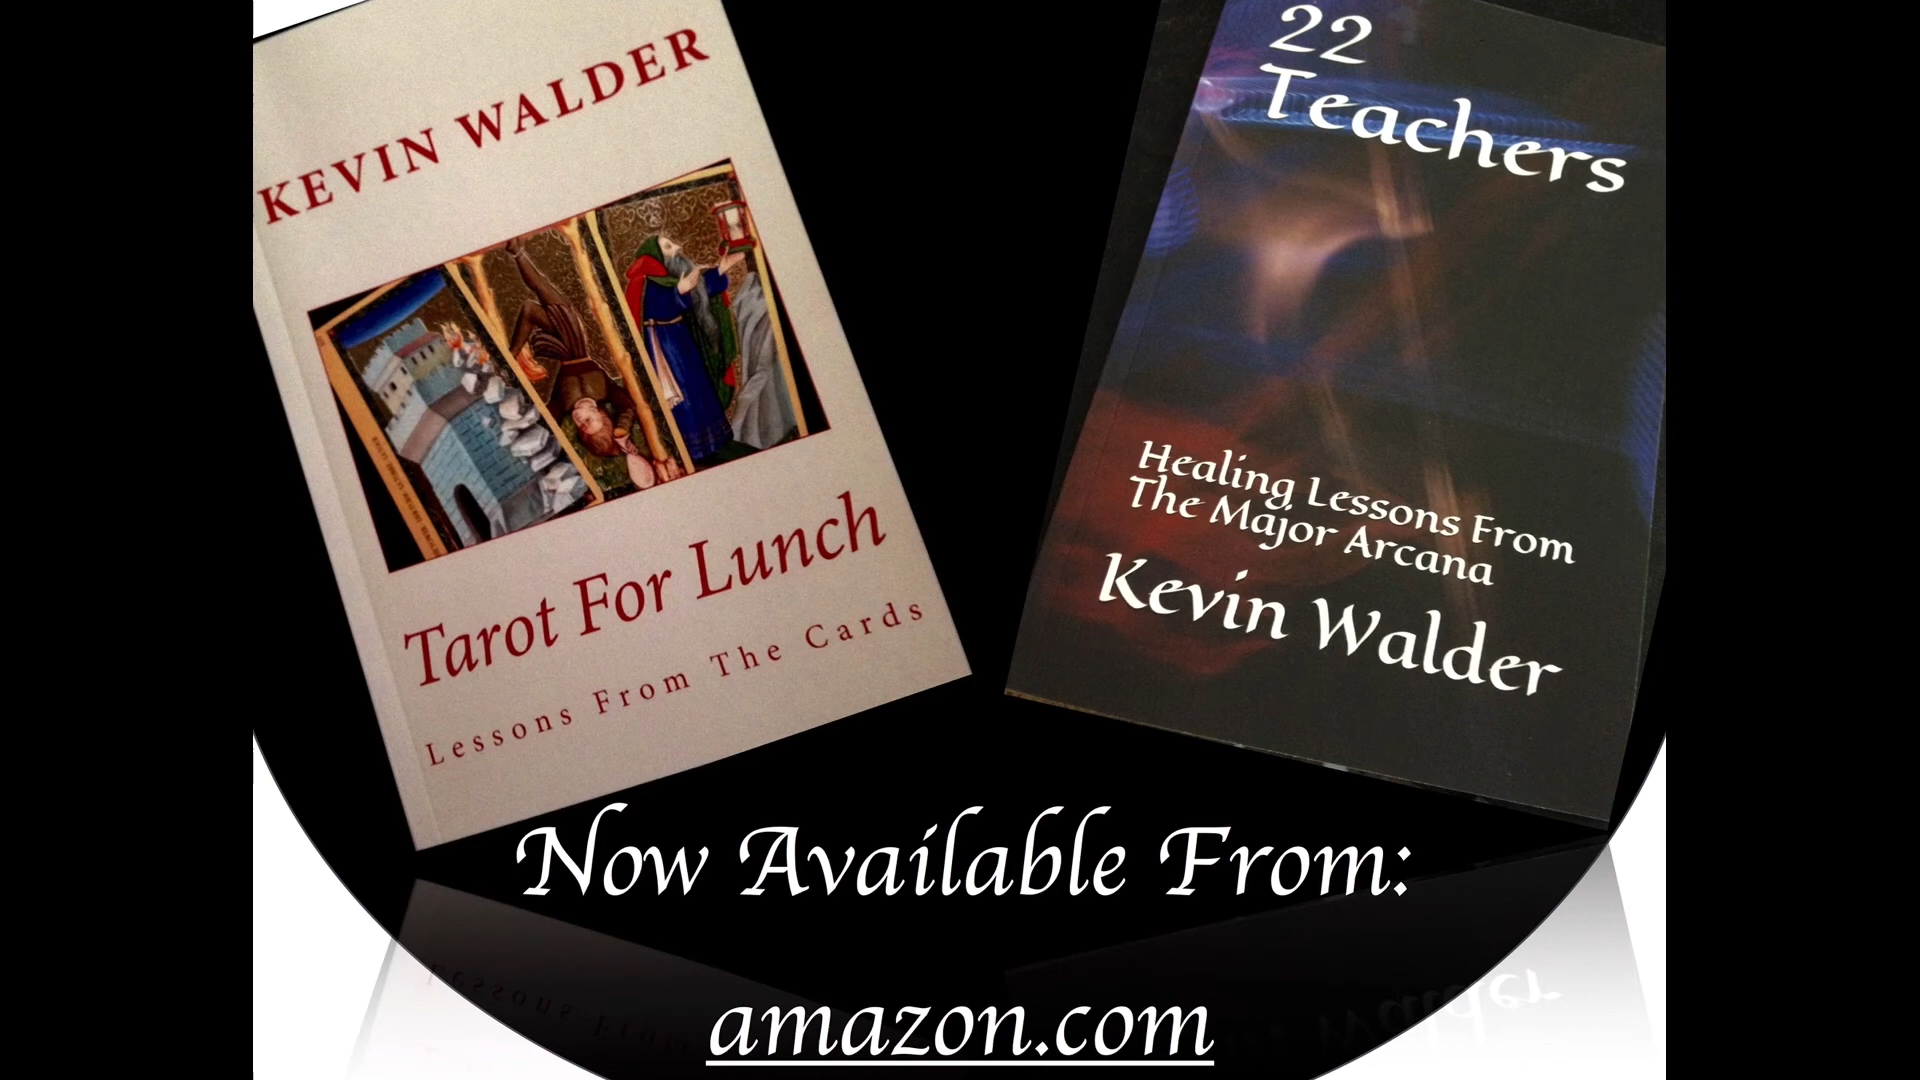 KEVIN WALDER
Tarot For Lunch
Lessons From The Cards
22
Teachers
Healing Lessons From
The Major Arcana
Kevin Walder
Now Available From:
amazon.com